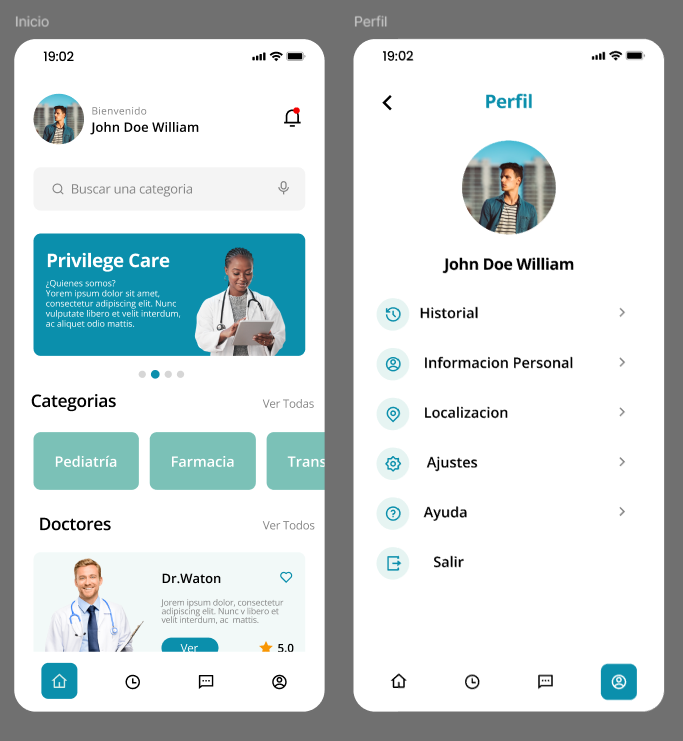 Inicio
19:02
Bienvenido
John Doe William
Buscar una categoria
Privilege Care
¿Quienes somos?
Yorem ipsum dolor sit amet,
consectetur adipiscing elit. Nunc
vulputate libero et velit interdum,
ac aliquet odio mattis.
Categorias
Ver Todas
Pediatría
Farmacia
Trans
Doctores
Ver Todos
Dr.Waton
Jorem ipsum dolor, consectetur
adipiscing elit. Nunc v libero et
velit interdum, ac mattis.
Ver
5.0
Perfil
19:02
Perfil
John Doe William
Historial
Informacion Personal
Localizacion
Ajustes
Ayuda
Salir